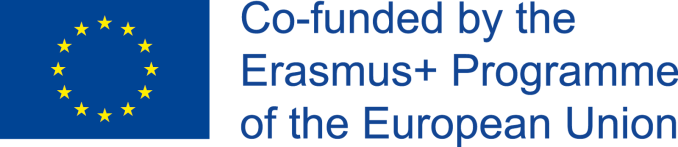 Co-funded by the
Erasmus+ Programme
of the European Union